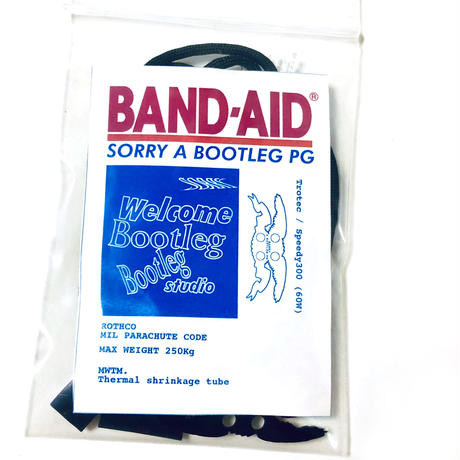 BAND-AID®
SORRY A BOOTLEG PG
Welcome
Bootleg
Bootleg
studio
Trotec / Speedy300 (60W)
ROTHCO
MIL PARACHUTE CODE
MAX WEIGHT 250Kg
MWTM.
Thermal shrinkage tube